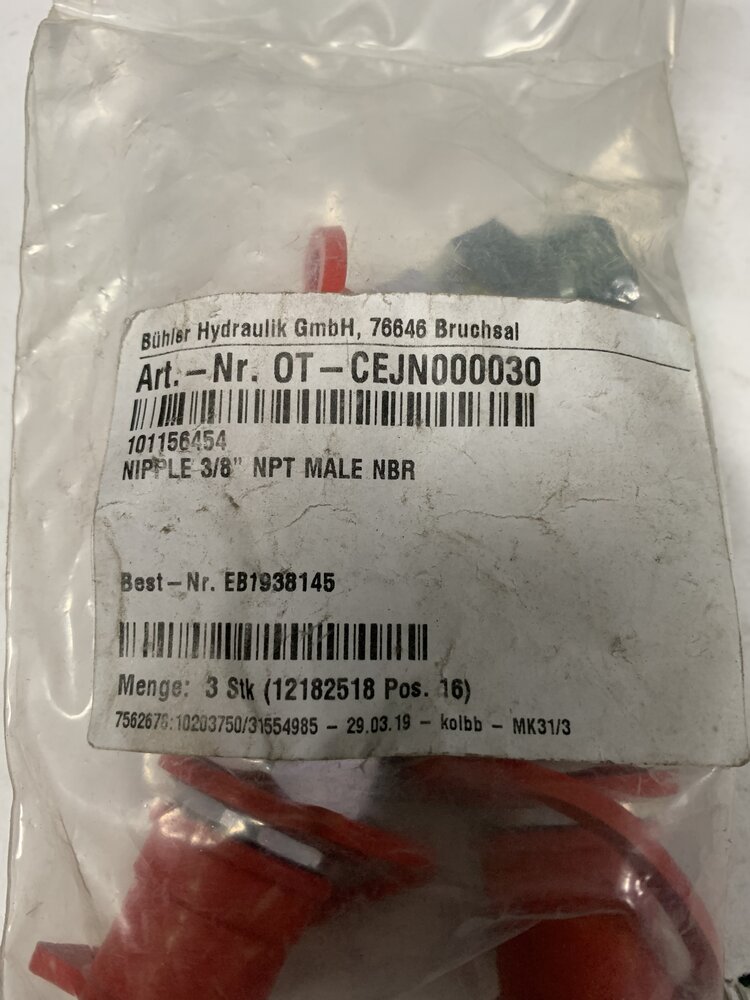 Bühler Hydraulik GmbH, 76646 Bruchsal
Art.-Nr. OT-CEJN000030
101156454
NIPPLE 3/8" NPT MALE NBR
Best-Nr. EB1938145
Menge: 3 Stk (12182518 Pos. 16)
7562676:10203750/31554985 - 29.03.19 - kolbb - MK31/3